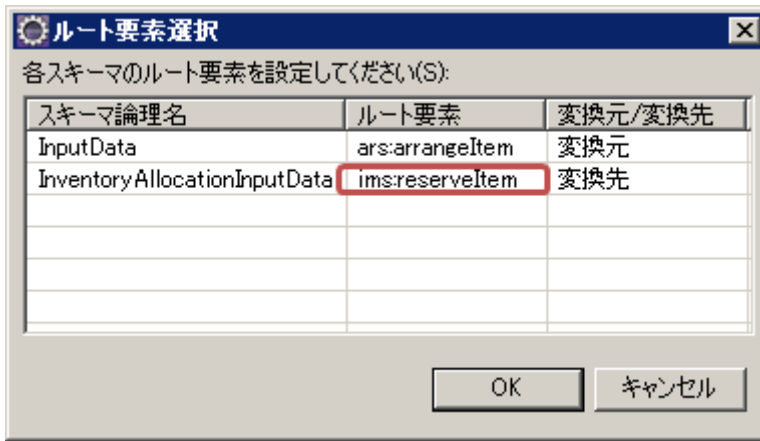 ルート要素選択
各スキーマのルート要素を設定してください(S):
スキーマ論理名 ルート要素 変換元/変換先
InputData ars:arrangeItem 変換元
InventoryAllocationInputData ims:reserveItem 変換先
OK キャンセル